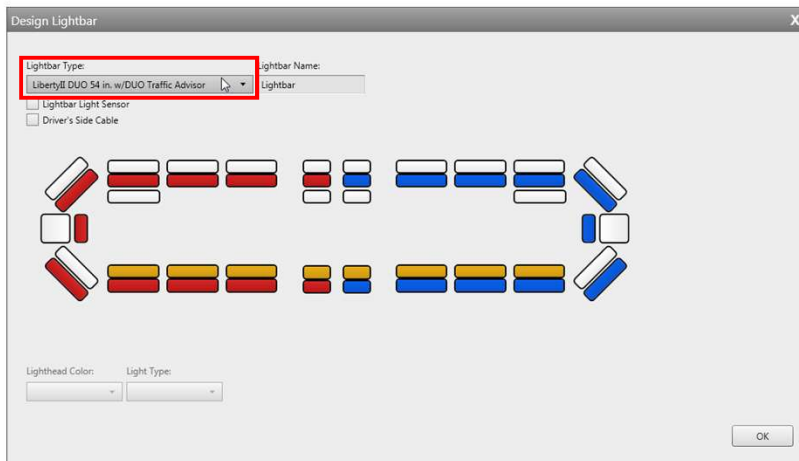 Design Lightbar X
Lightbar Type: Lightbar Name:
LibertyII DUO 54 in. w/DUO Traffic Advisor Lightbar
Lightbar Light Sensor
Driver's Side Cable
Lighthead Color: Light Type:
OK